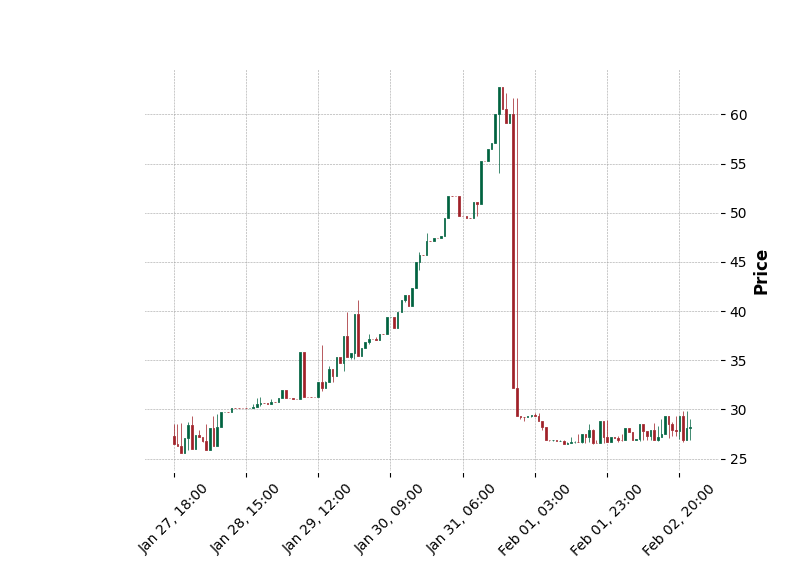 60
55
50
45
40
35
30
25
Price
Jan 27, 18:00
Jan 28, 15:00
Jan 29, 12:00
Jan 30, 09:00
Jan 31, 06:00
Feb 01, 03:00
Feb 01, 23:00
Feb 02, 20:00